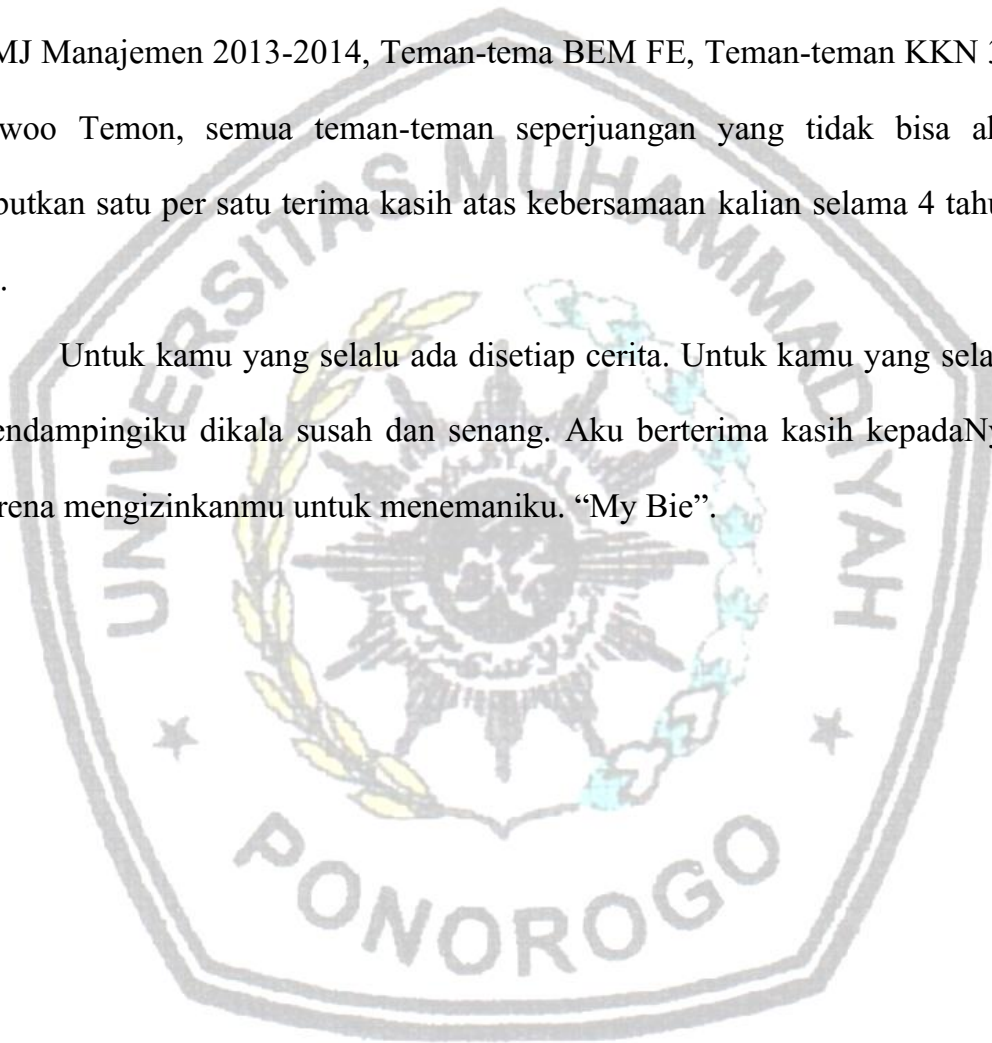 MJ Manajemen 2013-2014, Teman-tema BEM FE, Teman-teman KKN 3
woo Temon, semua teman-teman seperjuangan yang tidak bisa ak
butkan satu per satu terima kasih atas kebersamaan kalian selama 4 tahu
.
Untuk kamu yang selalu ada disetiap cerita. Untuk kamu yang sela
endampingiku dikala susah dan senang. Aku berterima kasih kepadaNy
rena mengizinkanmu untuk menemaniku. “My Bie”.
UNIVERSITAS MUHAMMADIYAH
PONOROGO